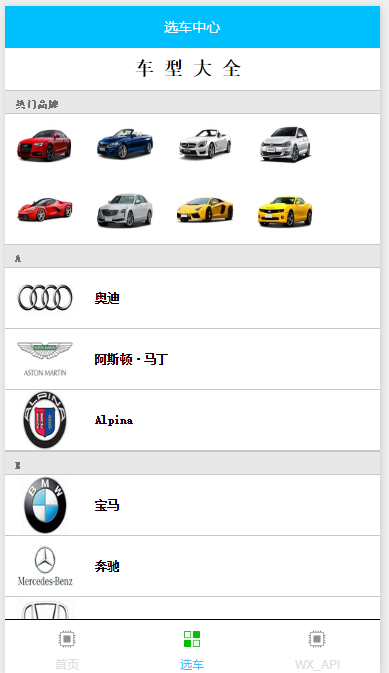 选车中心
车型大全
热门品牌
A
奥迪
ASTON MARTIN
阿斯顿·马丁
ALPINA
Alpina
B
BMW
宝马
Mercedes-Benz
奔驰
首页
选车
WX_API